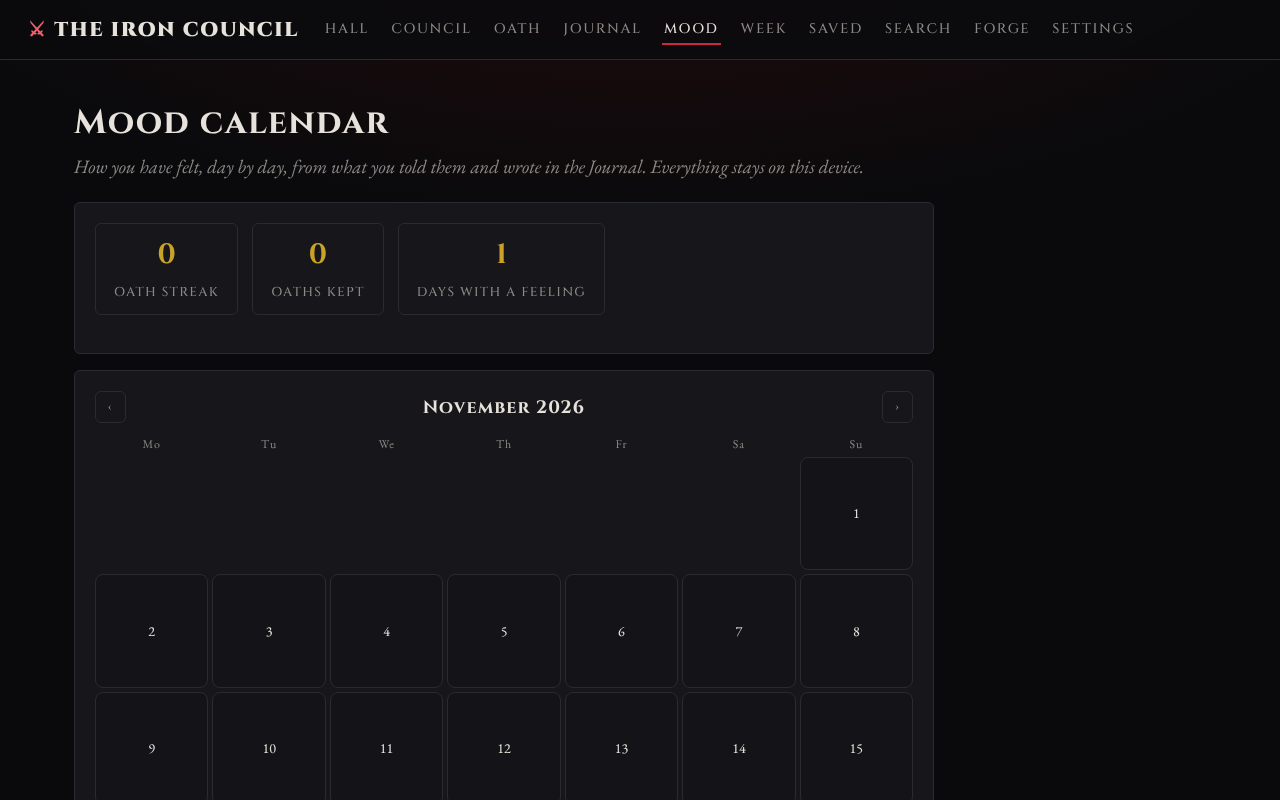 ⚔ THE IRON COUNCIL HALL COUNCIL OATH JOURNAL MOOD WEEK SAVED SEARCH FORGE SETTINGS
Mood calendar
How you have felt, day by day, from what you told them and wrote in the Journal. Everything stays on this device.
0 0 1
OATH STREAK OATHS KEPT DAYS WITH A FEELING
‹ November 2026 ›
Mo Tu We Th Fr Sa Su
1
2 3 4 5 6 7 8
9 10 11 12 13 14 15